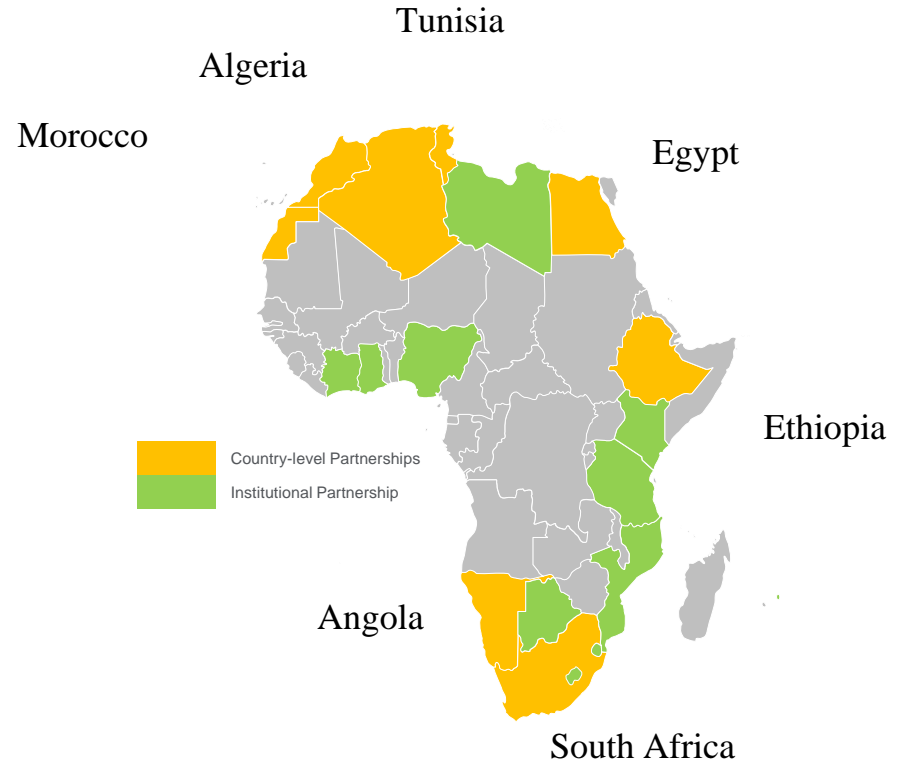 Tunisia
Algeria
Morocco
Egypt
Ethiopia
Country-level Partnerships
Institutional Partnership
Angola
South Africa